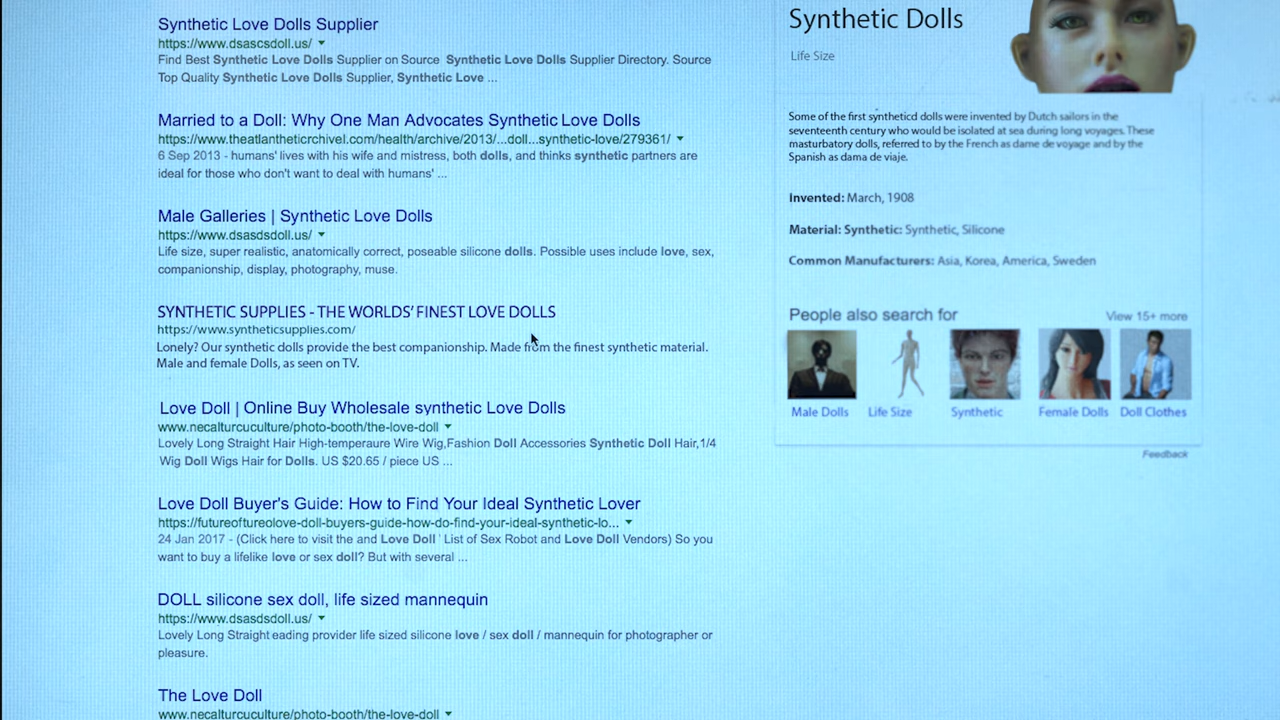 Synthetic Love Dolls Supplier
https://www.dsascsdoll.us/
Find Best Synthetic Love Dolls Supplier on Source Synthetic Love Dolls Supplier Directory. Source
Top Quality Synthetic Love Dolls Supplier, Synthetic Love ...
Married to a Doll: Why One Man Advocates Synthetic Love Dolls
https://www.theatlantheticrchivel.com/health/archive/2013/...doll...synthetic-love/279361/
6 Sep 2013 - humans' lives with his wife and mistress, both dolls, and thinks synthetic partners are
ideal for those who don't want to deal with humans' ...
Male Galleries | Synthetic Love Dolls
https://www.dsasdsdoll.us/
Life size, super realistic, anatomically correct, poseable silicone dolls. Possible uses include love, sex,
companionship, display, photography, muse.
SYNTHETIC SUPPLIES - THE WORLDS' FINEST LOVE DOLLS
https://www.syntheticsupplies.com/
Lonely? Our synthetic dolls provide the best companionship. Made from the finest synthetic material.
Male and female Dolls, as seen on TV.
Love Doll | Online Buy Wholesale synthetic Love Dolls
www.necalturcuculture/photo-booth/the-love-doll
Lovely Long Straight Hair High-temperaure Wire Wig,Fashion Doll Accessories Synthetic Doll Hair,1/4
Wig Doll Wigs Hair for Dolls. US $20.65 / piece US ...
Love Doll Buyer's Guide: How to Find Your Ideal Synthetic Lover
https://futureoftureolove-doll-buyers-guide-how-do-find-your-ideal-synthetic-lo...
24 Jan 2017 - (Click here to visit the and Love Doll ' List of Sex Robot and Love Doll Vendors) So you
want to buy a lifelike love or sex doll? But with several ...
DOLL silicone sex doll, life sized mannequin
https://www.dsasdsdoll.us/
Lovely Long Straight eading provider life sized silicone love / sex doll / mannequin for photographer or
pleasure.
The Love Doll
www.necalturcuculture/photo-booth/the-love-doll
Synthetic Dolls
Life Size
Some of the first syntheticd dolls were invented by Dutch sailors in the
seventeenth century who would be isolated at sea during long voyages. These
masturbatory dolls, referred to by the French as dame de voyage and by the
Spanish as dama de viaje.
Invented: March, 1908
Material: Synthetic: Synthetic, Silicone
Common Manufacturers: Asia, Korea, America, Sweden
People also search for
View 15+ more
Male Dolls Life Size Synthetic Female Dolls Doll Clothes
Feedback